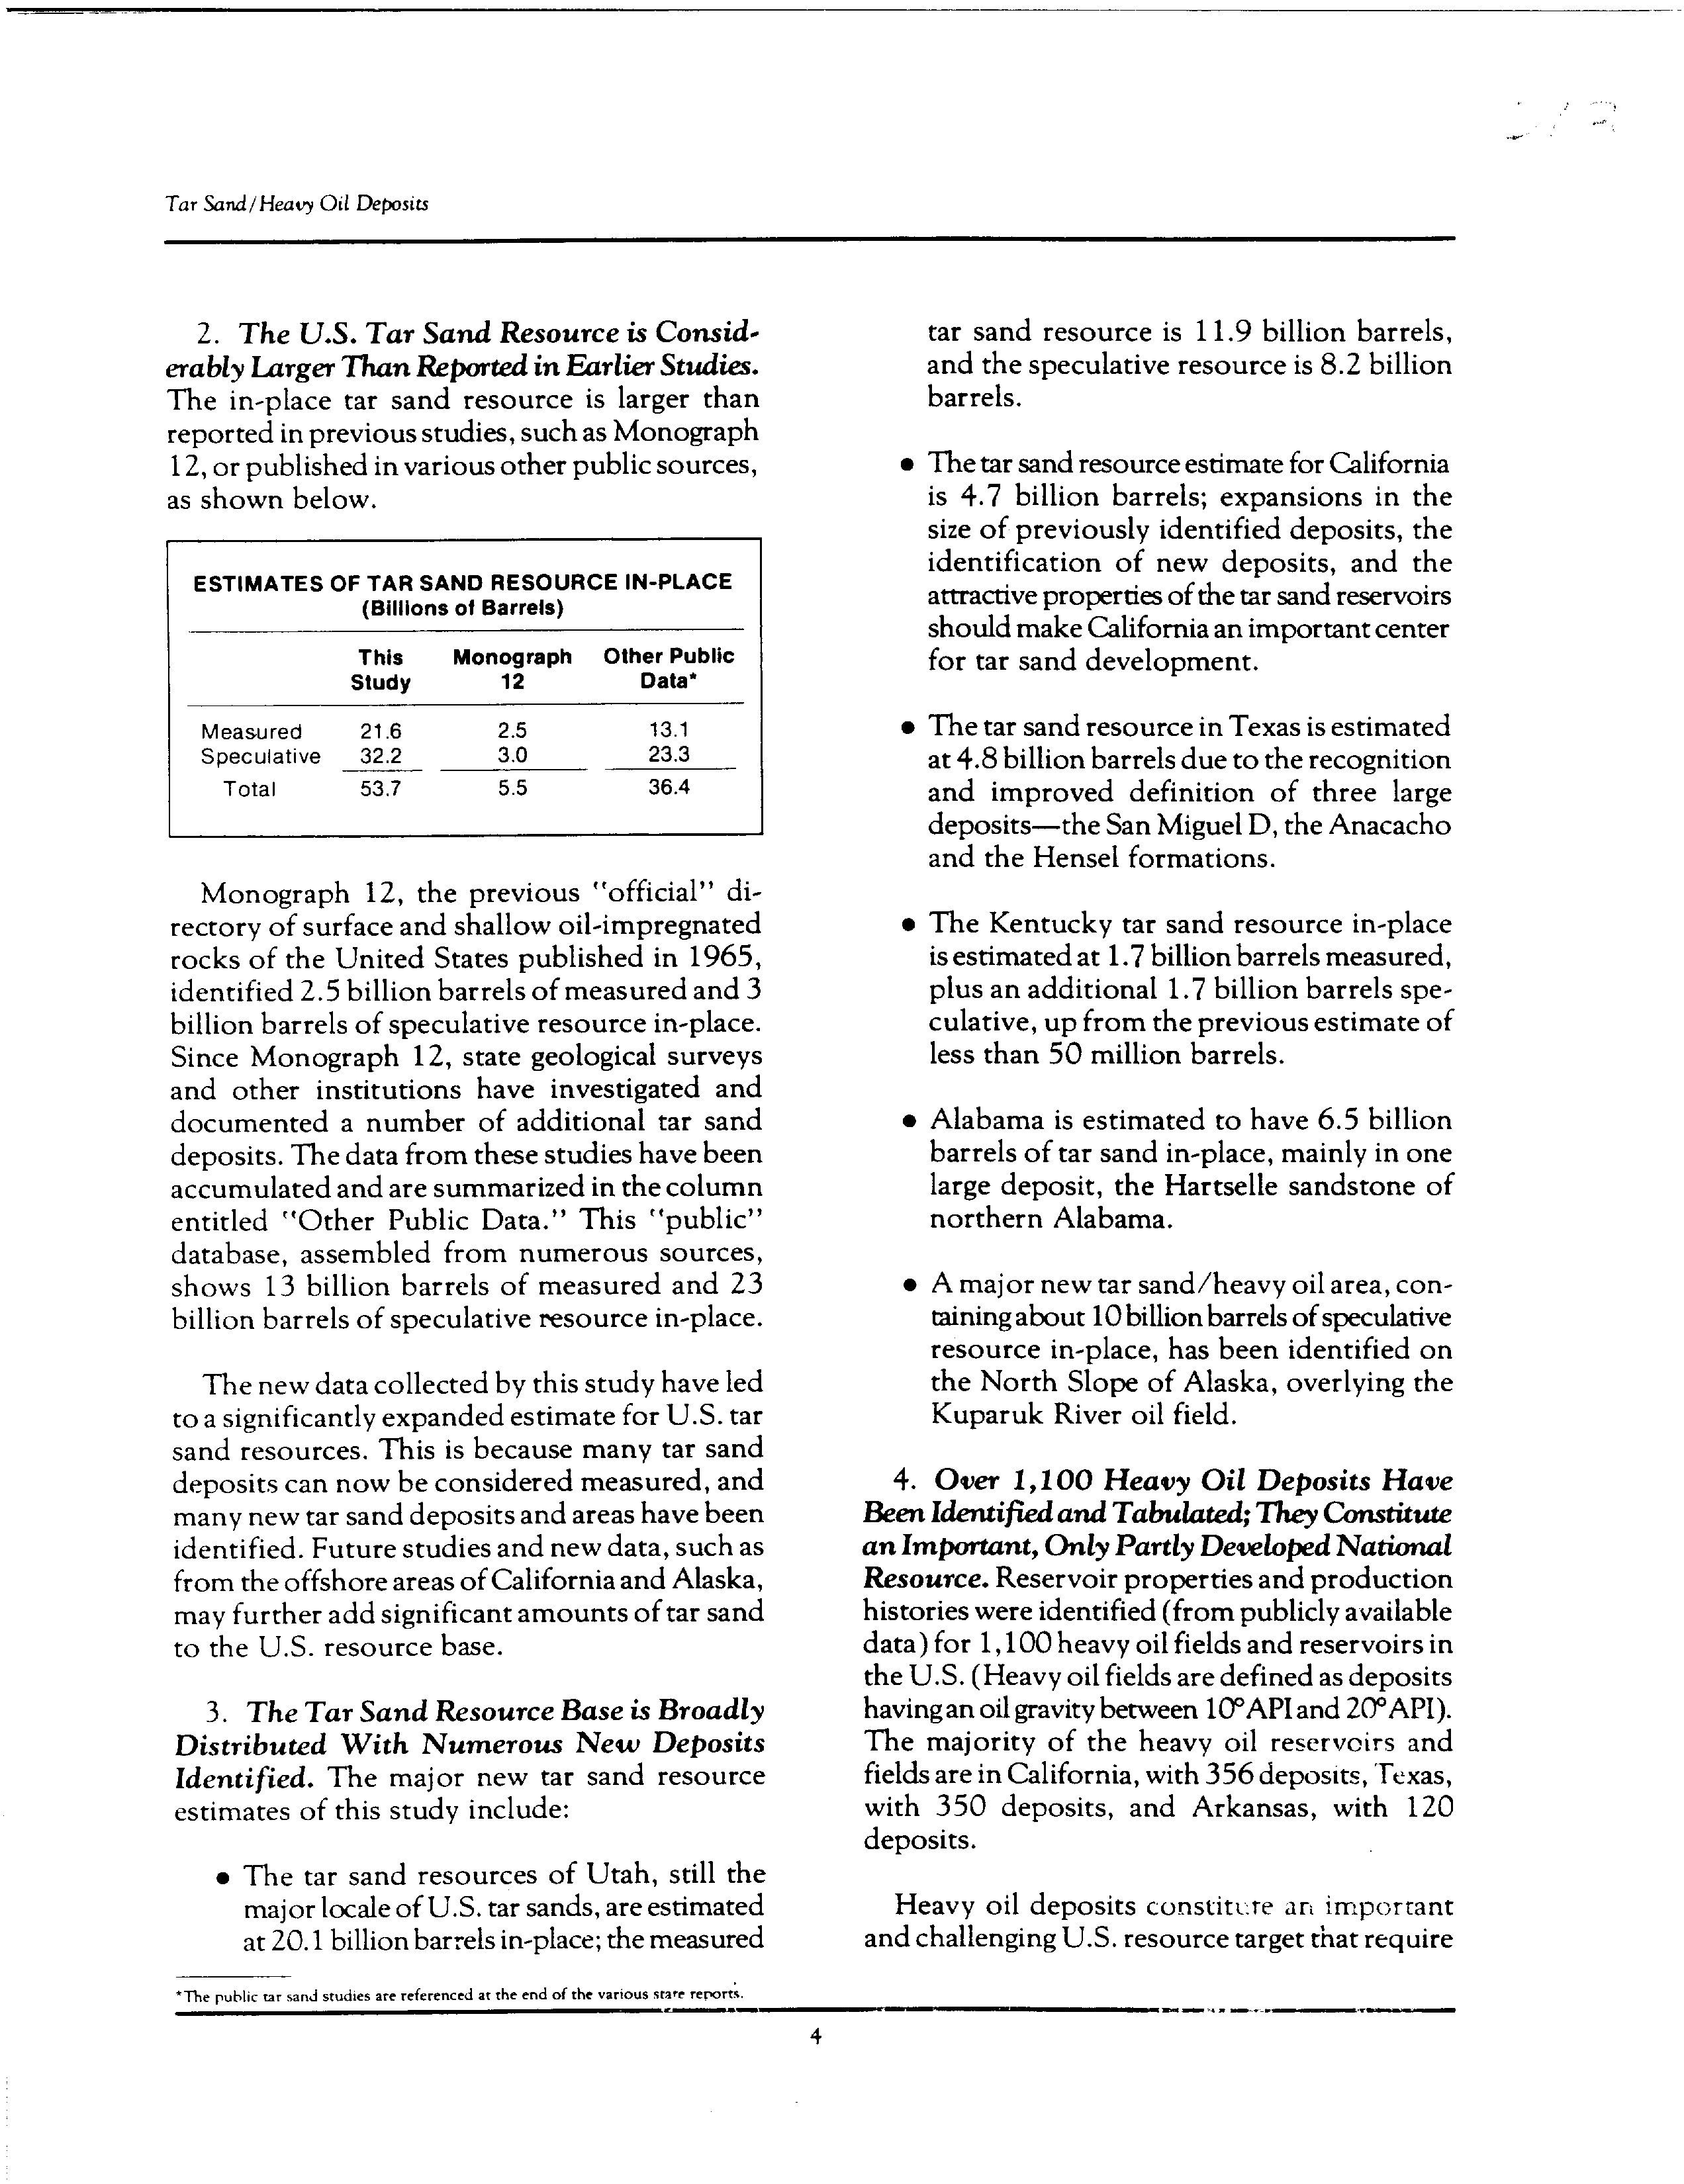 Tar Sand/Heavy Oil Deposits
2. The U.S. Tar Sand Resource is Consid-
erably Larger Than Reported in Earlier Studies.
The in-place tar sand resource is larger than
reported in previous studies, such as Monograph
12, or published in various other public sources,
as shown below.
ESTIMATES OF TAR SAND RESOURCE IN-PLACE
(Billions of Barrels)
This Monograph Other Public
Study 12 Data*
Measured 21.6 2.5 13.1
Speculative 32.2 3.0 23.3
Total 53.7 5.5 36.4
Monograph 12, the previous "official" di-
rectory of surface and shallow oil-impregnated
rocks of the United States published in 1965,
identified 2.5 billion barrels of measured and 3
billion barrels of speculative resource in-place.
Since Monograph 12, state geological surveys
and other institutions have investigated and
documented a number of additional tar sand
deposits. The data from these studies have been
accumulated and are summarized in the column
entitled "Other Public Data." This "public"
database, assembled from numerous sources,
shows 13 billion barrels of measured and 23
billion barrels of speculative resource in-place.
The new data collected by this study have led
to a significantly expanded estimate for U.S. tar
sand resources. This is because many tar sand
deposits can now be considered measured, and
many new tar sand deposits and areas have been
identified. Future studies and new data, such as
from the offshore areas of California and Alaska,
may further add significant amounts of tar sand
to the U.S. resource base.
3. The Tar Sand Resource Base is Broadly
Distributed With Numerous New Deposits
Identified. The major new tar sand resource
estimates of this study include:
● The tar sand resources of Utah, still the
major locale of U.S. tar sands, are estimated
at 20.1 billion barrels in-place; the measured
*The public tar sand studies are referenced at the end of the various state reports.
tar sand resource is 11.9 billion barrels,
and the speculative resource is 8.2 billion
barrels.
● The tar sand resource estimate for California
is 4.7 billion barrels; expansions in the
size of previously identified deposits, the
identification of new deposits, and the
attractive properties of the tar sand reservoirs
should make California an important center
for tar sand development.
● The tar sand resource in Texas is estimated
at 4.8 billion barrels due to the recognition
and improved definition of three large
deposits—the San Miguel D, the Anacacho
and the Hensel formations.
● The Kentucky tar sand resource in-place
is estimated at 1.7 billion barrels measured,
plus an additional 1.7 billion barrels spe-
culative, up from the previous estimate of
less than 50 million barrels.
● Alabama is estimated to have 6.5 billion
barrels of tar sand in-place, mainly in one
large deposit, the Hartselle sandstone of
northern Alabama.
● A major new tar sand/heavy oil area, con-
taining about 10 billion barrels of speculative
resource in-place, has been identified on
the North Slope of Alaska, overlying the
Kuparuk River oil field.
4. Over 1,100 Heavy Oil Deposits Have
Been Identified and Tabulated; They Constitute
an Important, Only Partly Developed National
Resource. Reservoir properties and production
histories were identified (from publicly available
data) for 1,100 heavy oil fields and reservoirs in
the U.S. (Heavy oil fields are defined as deposits
having an oil gravity between 10°API and 20°API).
The majority of the heavy oil reservoirs and
fields are in California, with 356 deposits, Texas,
with 350 deposits, and Arkansas, with 120
deposits.
Heavy oil deposits constitute an important
and challenging U.S. resource target that require
4